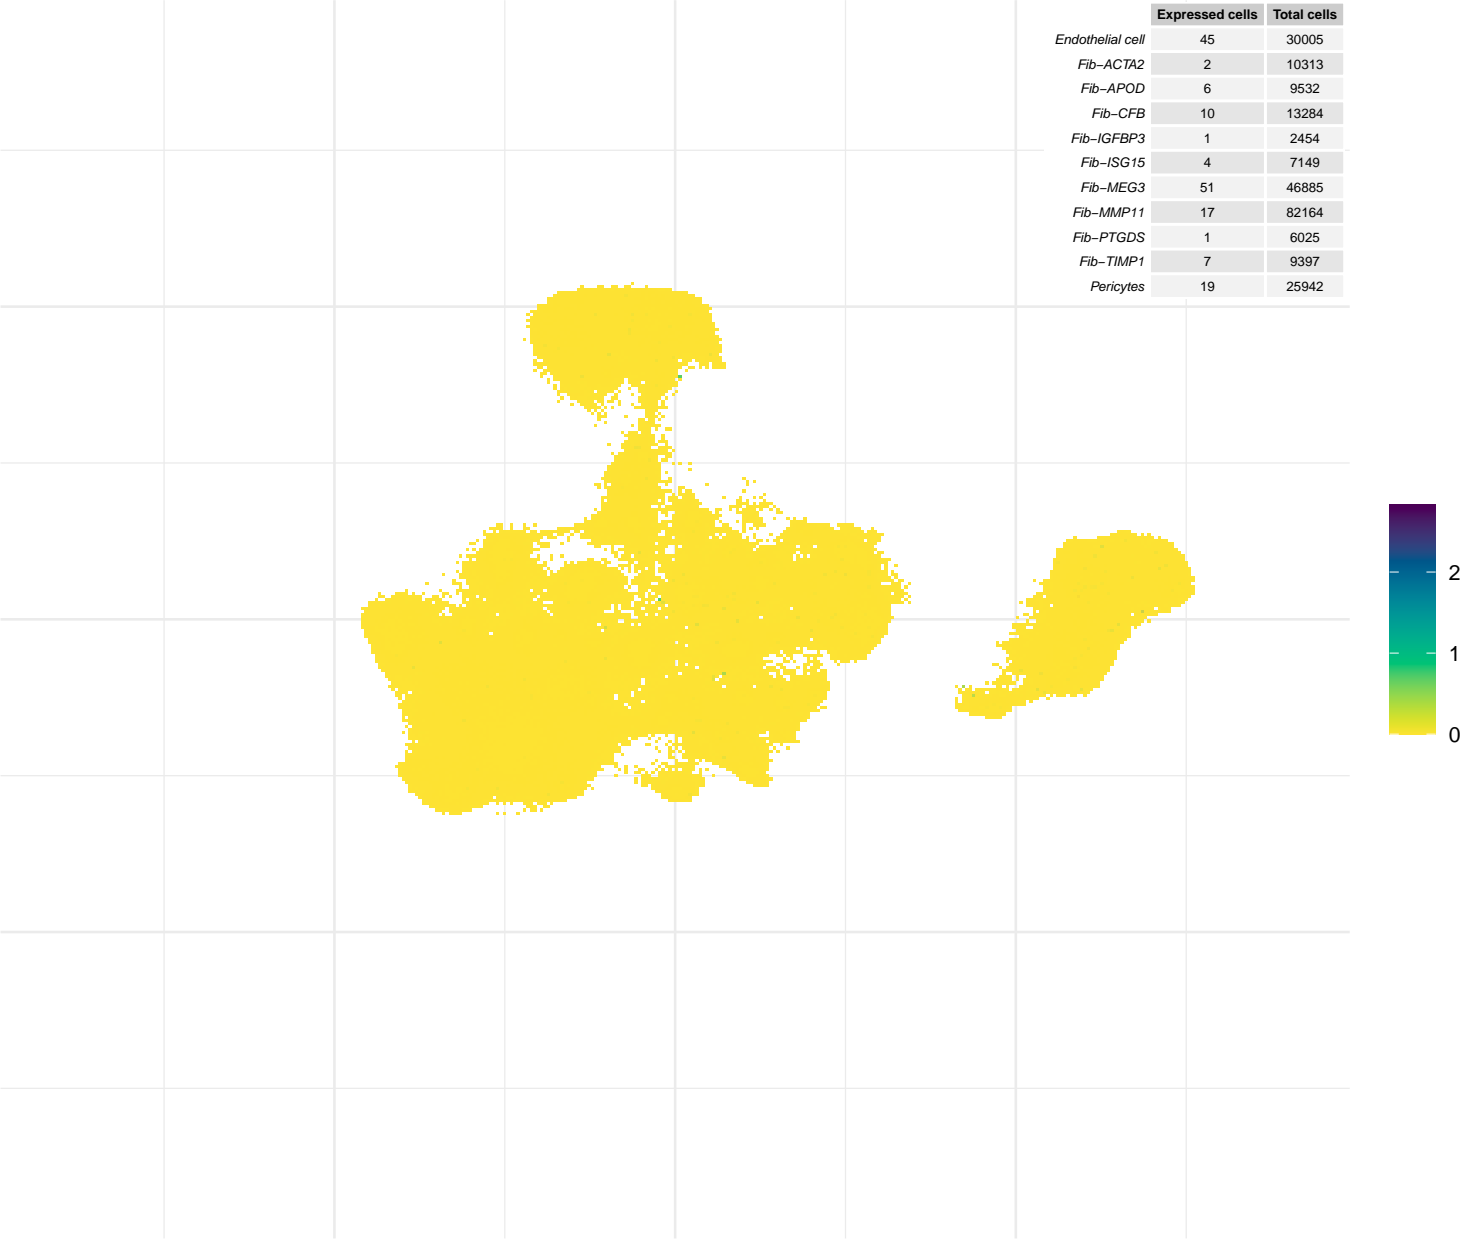 Expressed cells Total cells
Endothelial cell 45 30005
Fib−ACTA2 2 10313
Fib−APOD 6 9532
Fib−CFB 10 13284
Fib−IGFBP3 1 2454
Fib−ISG15 4 7149
Fib−MEG3 51 46885
Fib−MMP11 17 82164
Fib−PTGDS 1 6025
Fib−TIMP1 7 9397
Pericytes 19 25942
2
1
0